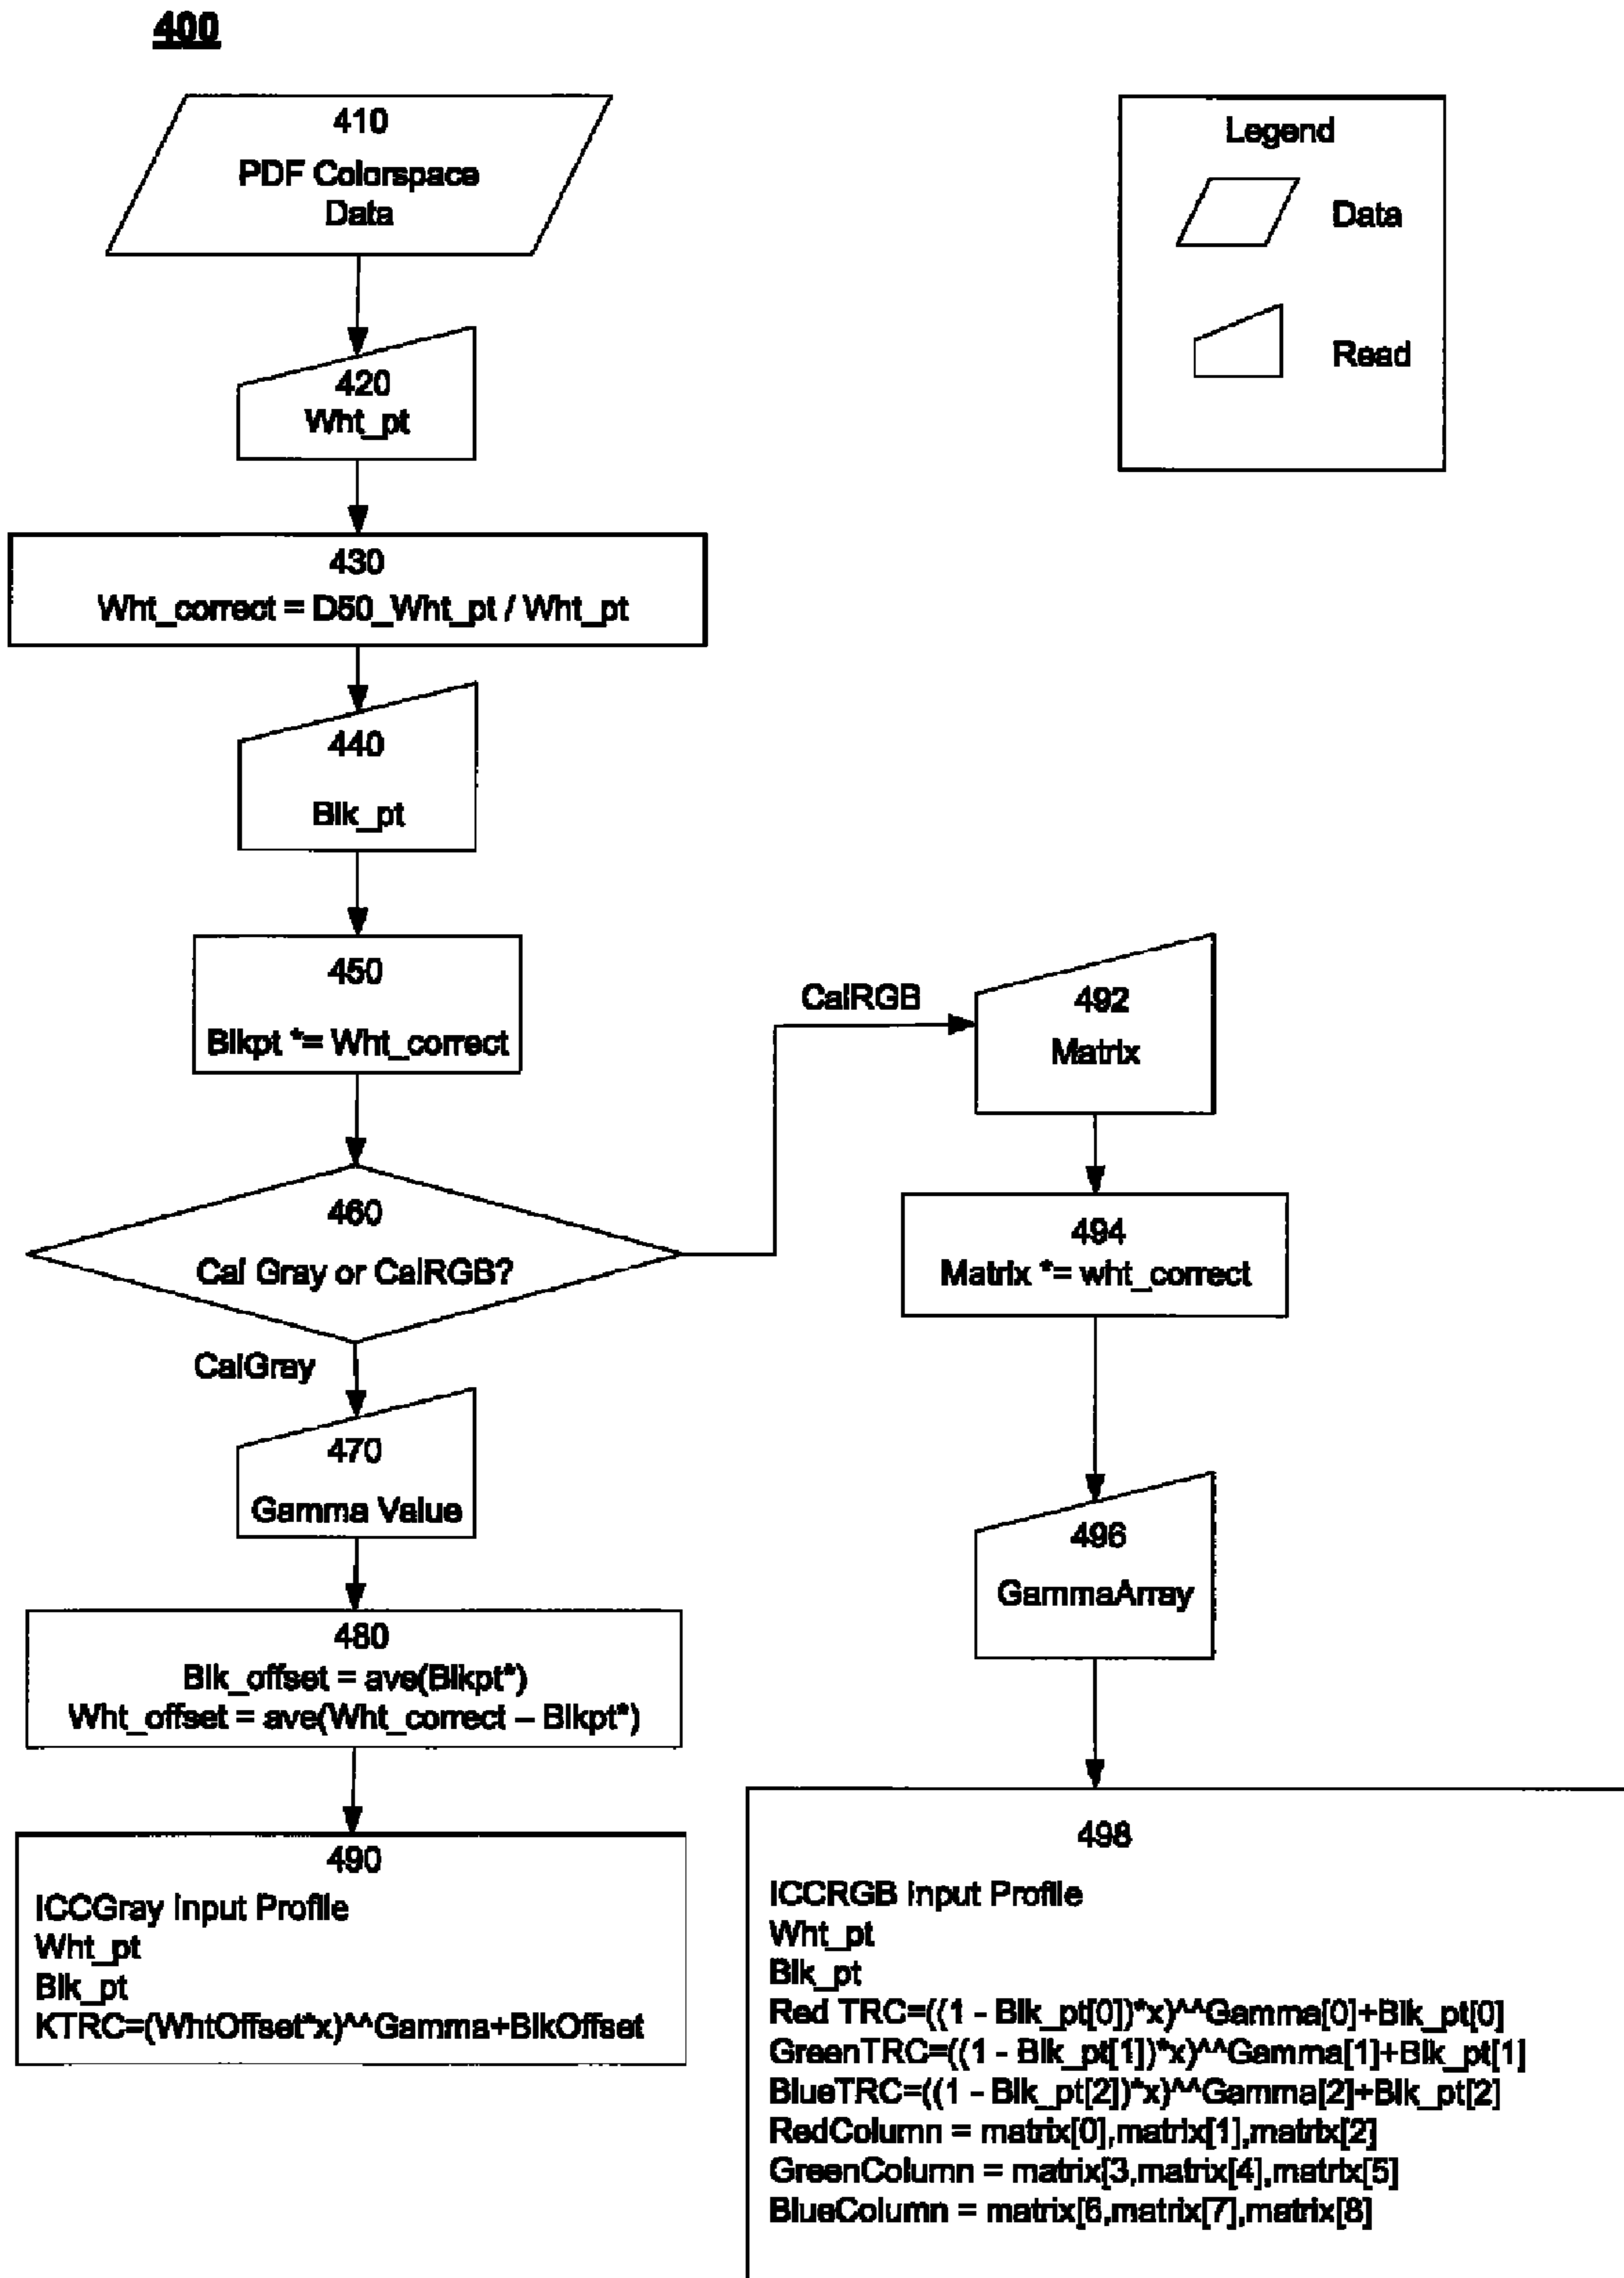 400
410
PDF Colorspace
Data
Legend
Data
Read
420
Wht_pt
430
Wht_correct = D50_Wht_pt / Wht_pt
440
Blk_pt
450
Blkpt *= Wht_correct
460
Cal Gray or CalRGB?
CalRGB
492
Matrix
494
Matrix *= wht_correct
496
GammaArray
CalGray
470
Gamma Value
480
Blk_offset = ave(Blkpt*)
Wht_offset = ave(Wht_correct – Blkpt*)
490
ICCGray Input Profile
Wht_pt
Blk_pt
KTRC=(WhtOffset*x)^^Gamma+BlkOffset
498
ICCRGB Input Profile
Wht_pt
Blk_pt
Red TRC=((1 - Blk_pt[0])*x)^^Gamma[0]+Blk_pt[0]
GreenTRC=((1 - Blk_pt[1])*x)^^Gamma[1]+Blk_pt[1]
BlueTRC=((1 - Blk_pt[2])*x)^^Gamma[2]+Blk_pt[2]
RedColumn = matrix[0],matrix[1],matrix[2]
GreenColumn = matrix[3,matrix[4],matrix[5]
BlueColumn = matrix[6,matrix[7],matrix[8]